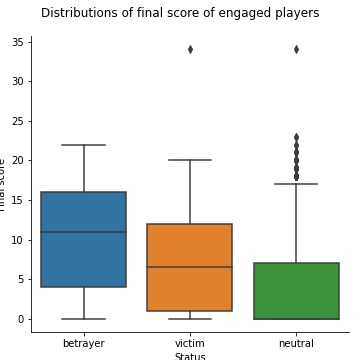 Distributions of final score of engaged players
35
30
25
20
15
10
5
0
Final score
betrayer
victim
neutral
Status